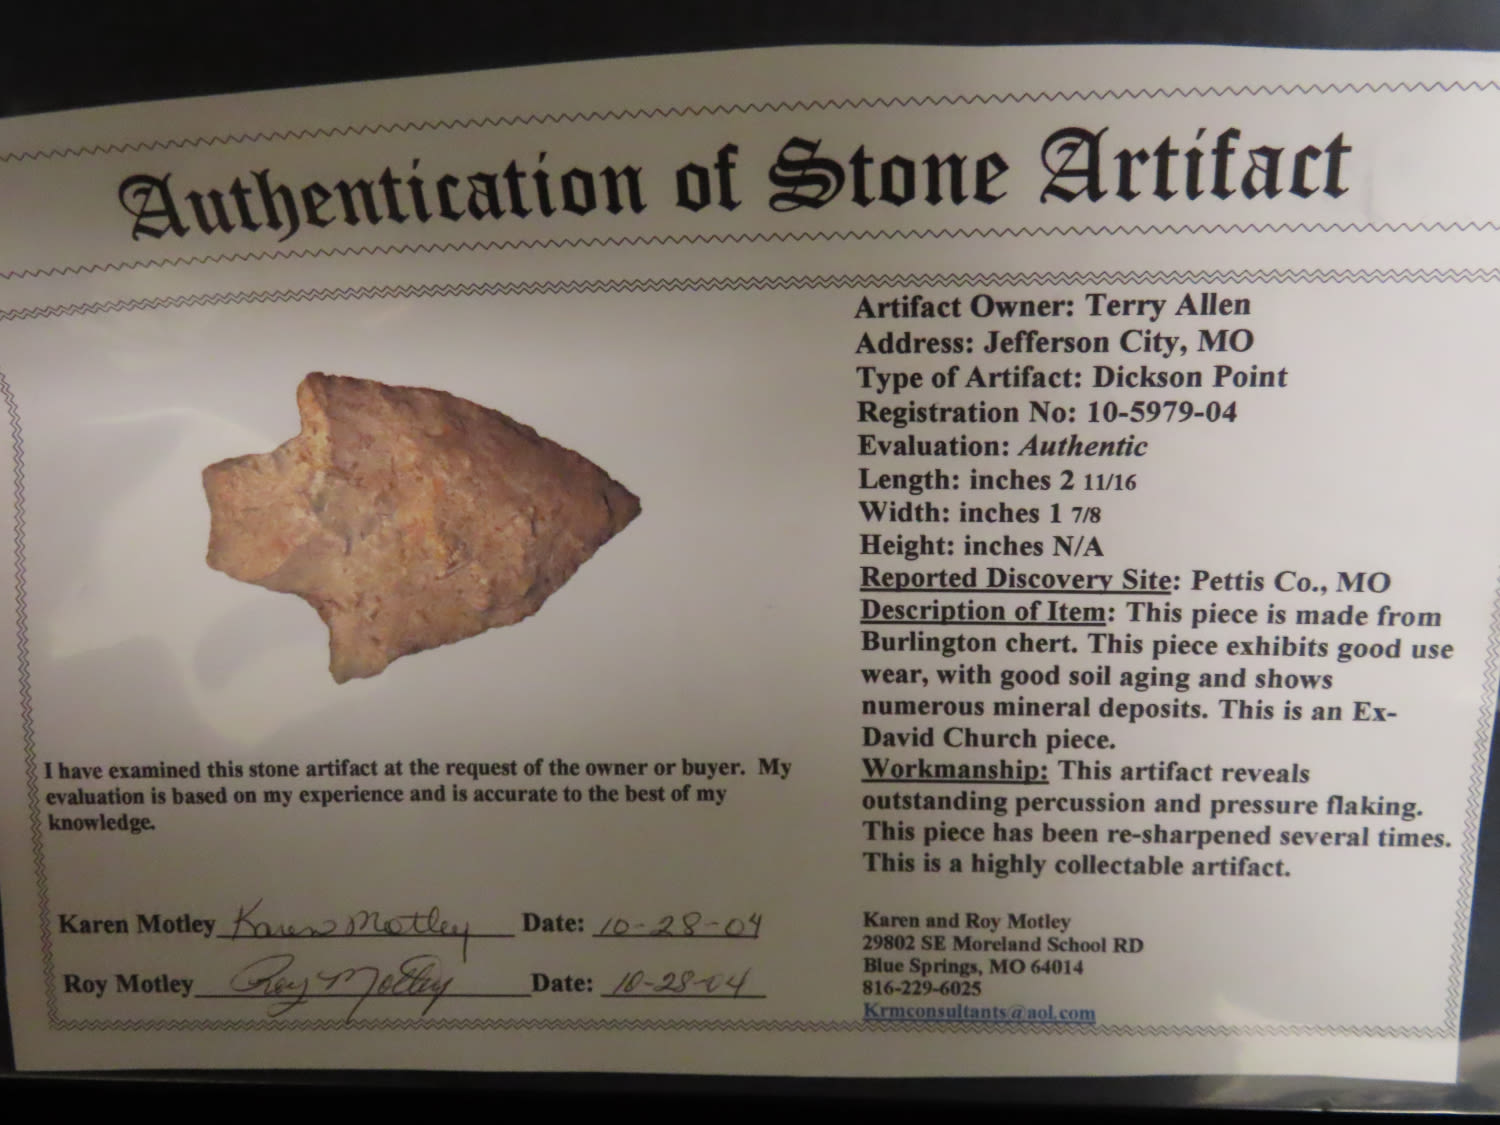 Authentication of Stone Artifact
Artifact Owner: Terry Allen
Address: Jefferson City, MO
Type of Artifact: Dickson Point
Registration No: 10-5979-04
Evaluation: Authentic
Length: inches 2 11/16
Width: inches 1 7/8
Height: inches N/A
Reported Discovery Site: Pettis Co., MO
Description of Item: This piece is made from
Burlington chert. This piece exhibits good use
wear, with good soil aging and shows
numerous mineral deposits. This is an Ex-
David Church piece.
Workmanship: This artifact reveals
outstanding percussion and pressure flaking.
This piece has been re-sharpened several times.
This is a highly collectable artifact.
I have examined this stone artifact at the request of the owner or buyer. My
evaluation is based on my experience and is accurate to the best of my
knowledge.
Karen Motley Karen Motley Date: 10-28-04
Roy Motley Roy Motley Date: 10-28-04
Karen and Roy Motley
29802 SE Moreland School RD
Blue Springs, MO 64014
816-229-6025
Krmconsultants@aol.com